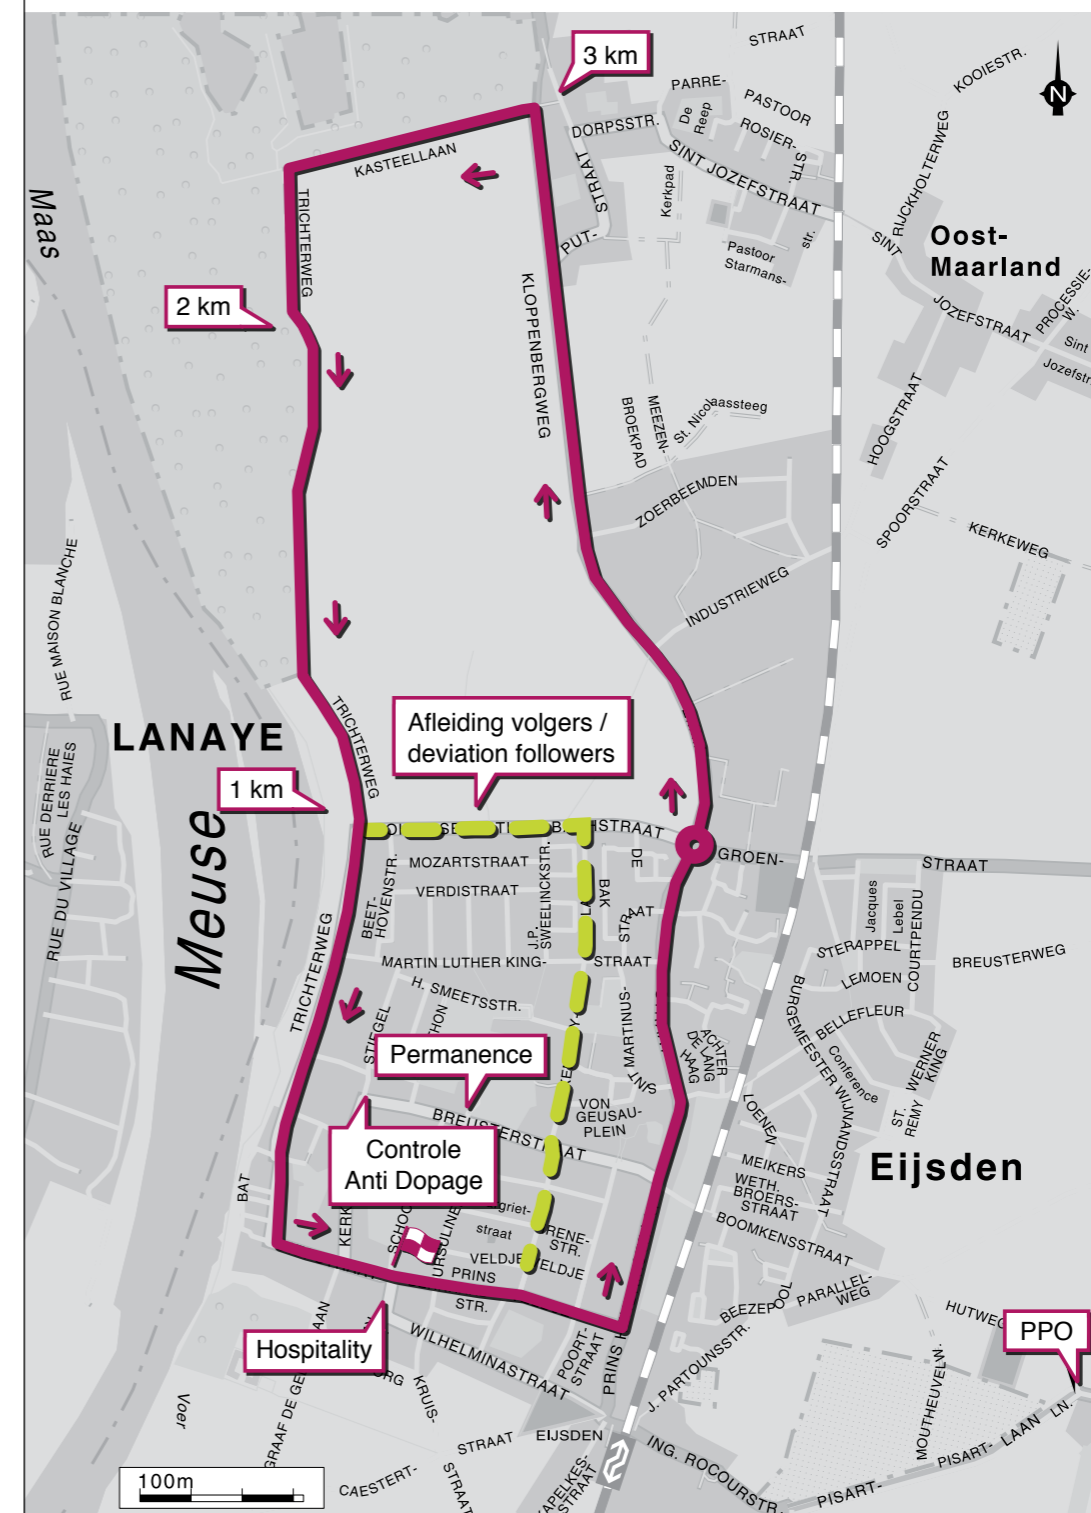 STRAAT
3 km
KOOIESTR.
N
PARRE-
De
Reep
PASTOOR
ROSIER-
STR.
DORPSSTR.
SINT JOZEFSTRAAT
KASTEELLAAN
STRAAT
PUT-
Kerkpad
Pastoor
Starmans-
str.
RIJCKHOLTERWEG
SINT
Oost-
Maarland
JOZEFSTRAAT
PROCESSIE-
W.
Sint
Jozefstr
Maas
TRICHTERWEG
2 km
KLOPPENBERGWEG
BROEKPAD
MEEZEN-
St. Nicolaassteeg
HOOGSTRAAT
ZOERBEEMDEN
SPOORSTRAAT
KERKEWEG
INDUSTRIEWEG
RUE MAISON BLANCHE
LANAYE
TRICHTERWEG
Afleiding volgers /
deviation followers
RUE DERRIERE
LES HAIES
RUE DU VILLAGE
1 km
Meuse
STRAAT
GROEN-
STRAAT
MOZARTSTRAAT
VERDISTRAAT
BEET-
HOVENSTR.
J.P.
SWEELINCKSTR.
BAK
DE
STR.
MARTIN LUTHER KING-
STRAAT
H. SMEETSSTR.
TRICHTERWEG
STIEGEL
Permanence
SINT MARTINUS-
ACHTER
DE LANG
HAAG
Jacques
Lebel
COURTPENDU
STERAPPEL
LEMOEN
BELLEFLEUR
BREUSTERWEG
BURGEMEESTER WIJNANDSSTRAAT
Conference
WERNER
KING
ST.
REMY
VON
GEUSAU-
PLEIN
BREUSTERSTRAAT
Controle
Anti Dopage
LOENEN
MEIKERS
WETH.
BROERS-
STRAAT
BOOMKENSSTRAAT
Eijsden
BAT
KERK
straat
RENE-
STR.
VELDJE
PRINS
STR.
Hospitality
WILHELMINASTRAAT
POORT-
STRAAT
PRINS
BEEZEPOOL
PARALLEL-
WEG
J. PARTOUNSSTR.
HUTWEG
PPO
MOUTHEUVELW.
PISART-
LAAN
LN.
Voer
KRUIS-
STRAAT
STRAAT
EIJSDEN
ING. ROCOURSTR.
PISART-
CAESTERT-
100m